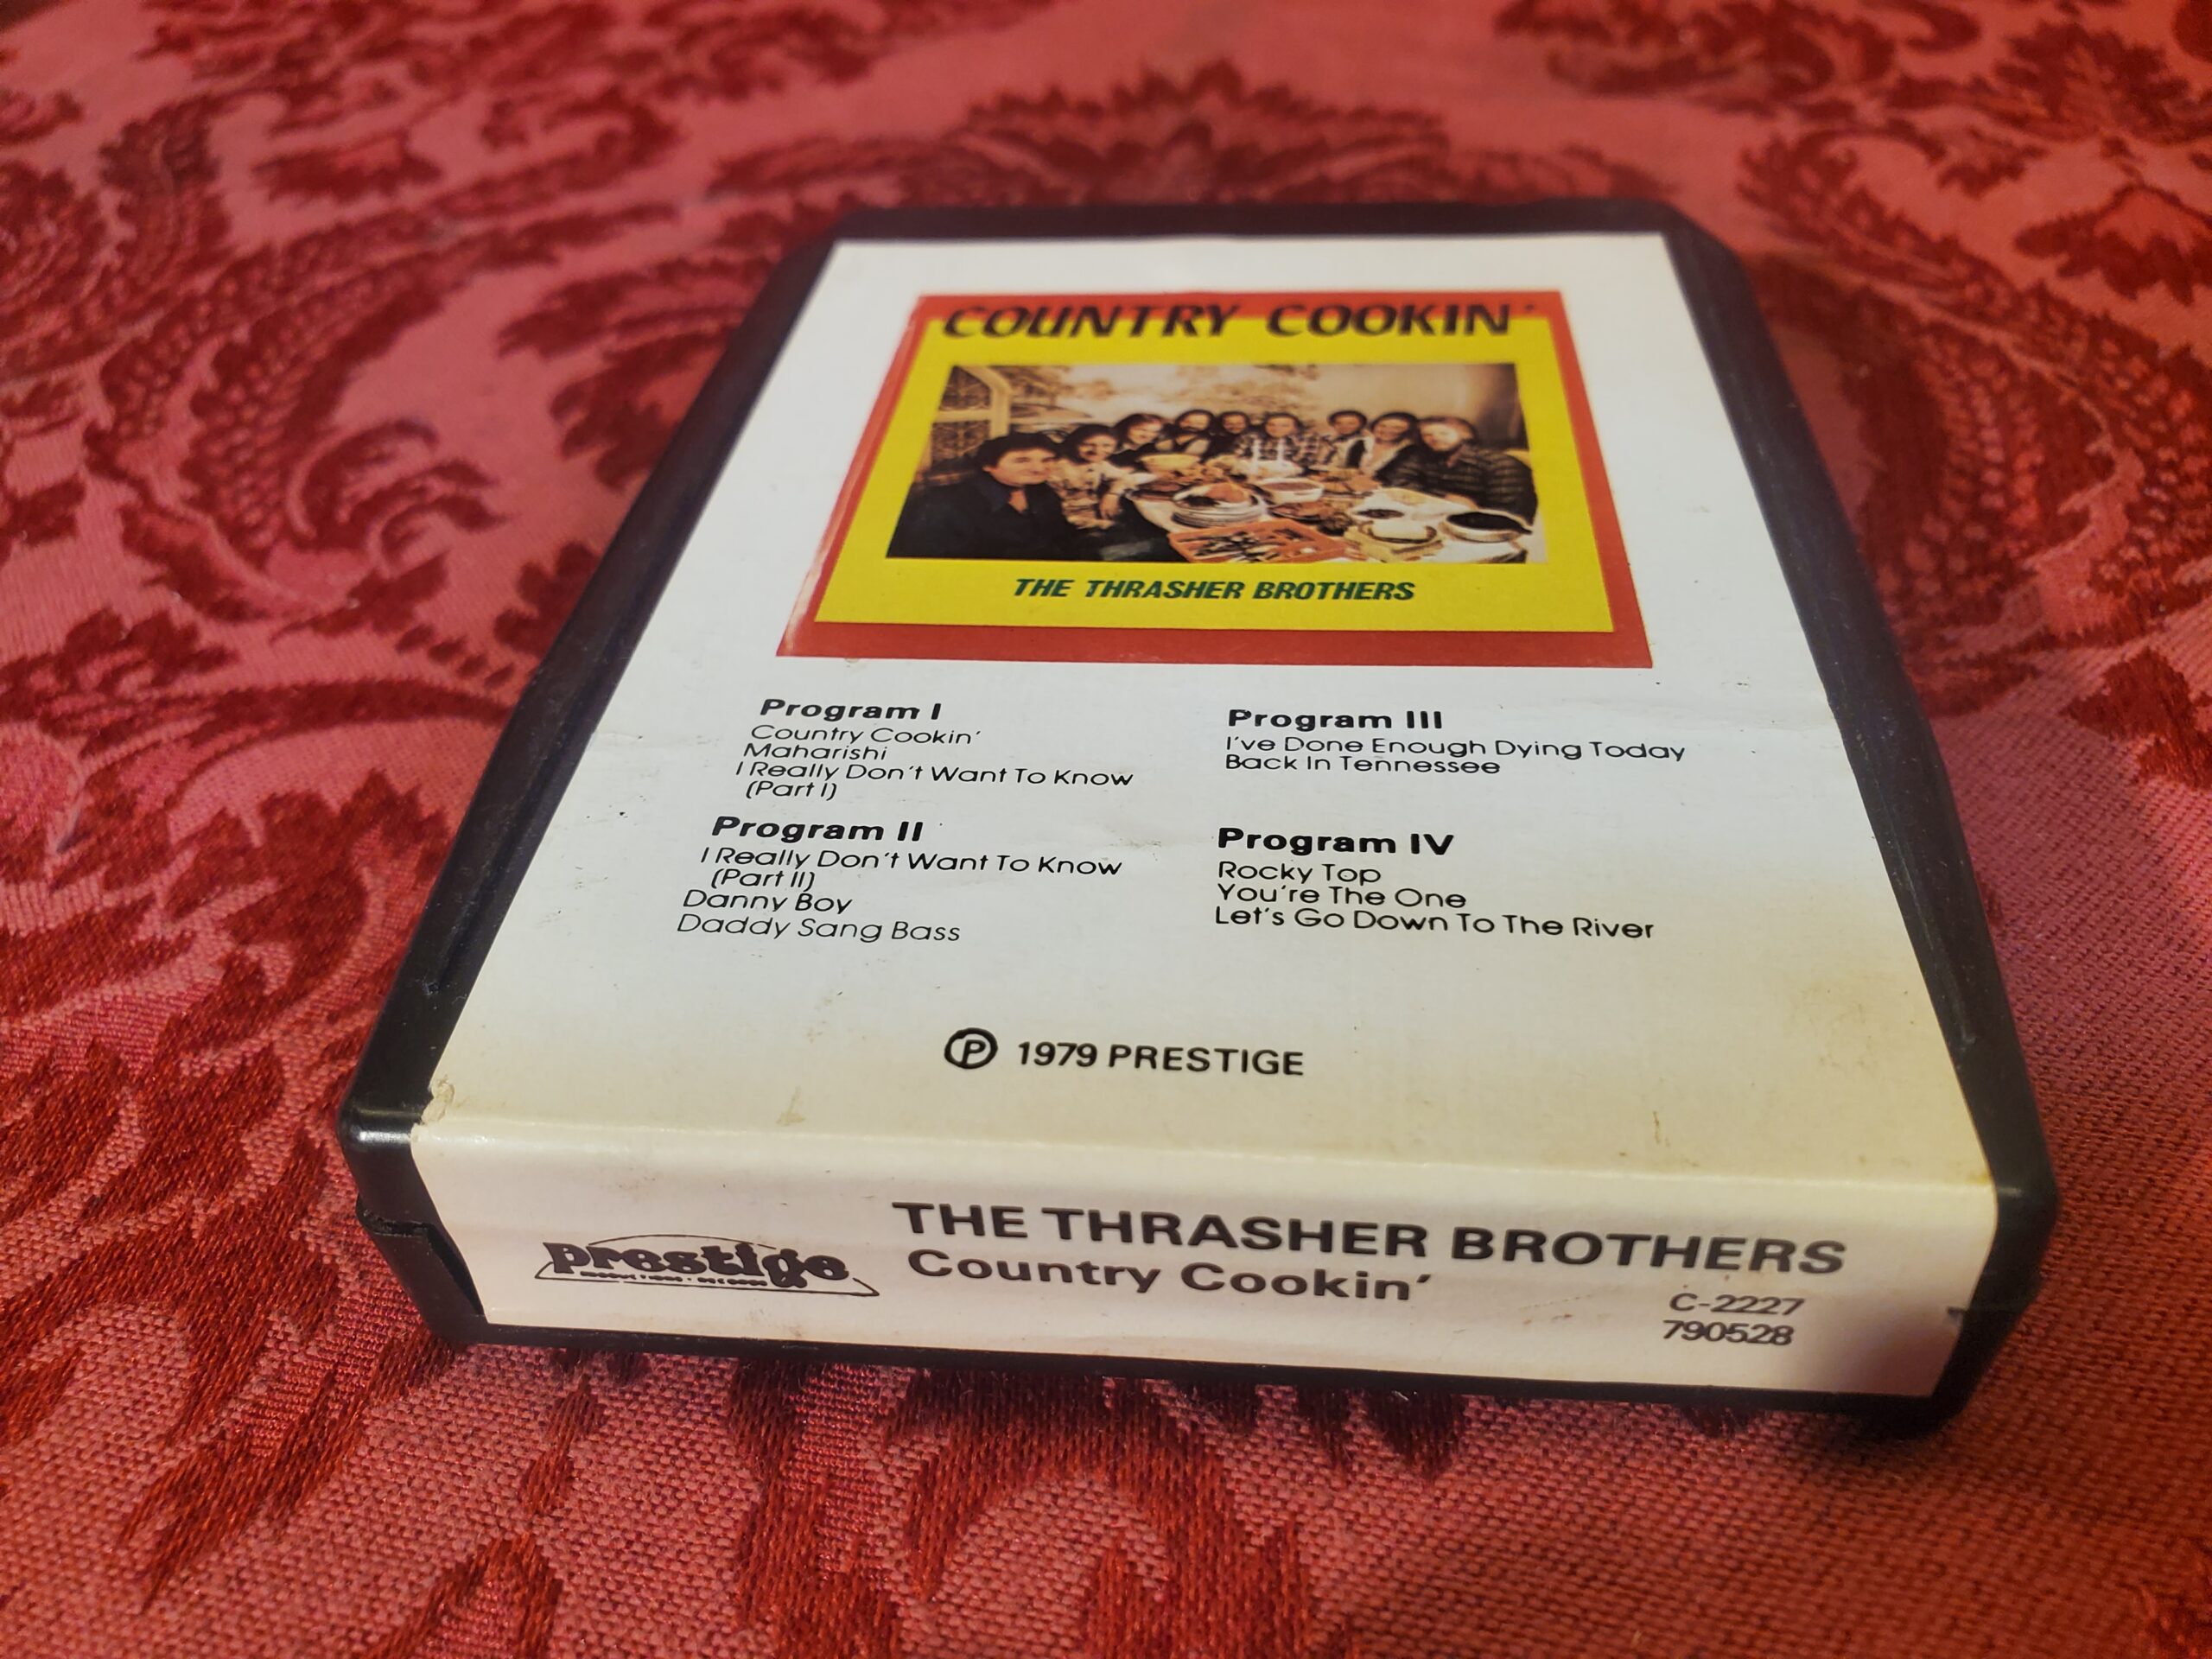 COUNTRY COOKIN'
THE THRASHER BROTHERS
Program I
Country Cookin'
Maharishi
I Really Don't Want To Know
(Part I)
Program II
I Really Don't Want To Know
(Part II)
Danny Boy
Daddy Sang Bass
Program III
I've Done Enough Dying Today
Back In Tennessee
Program IV
Rocky Top
You're The One
Let's Go Down To The River
Ⓟ 1979 PRESTIGE
prestige
THE THRASHER BROTHERS
Country Cookin'
C-2227
790528